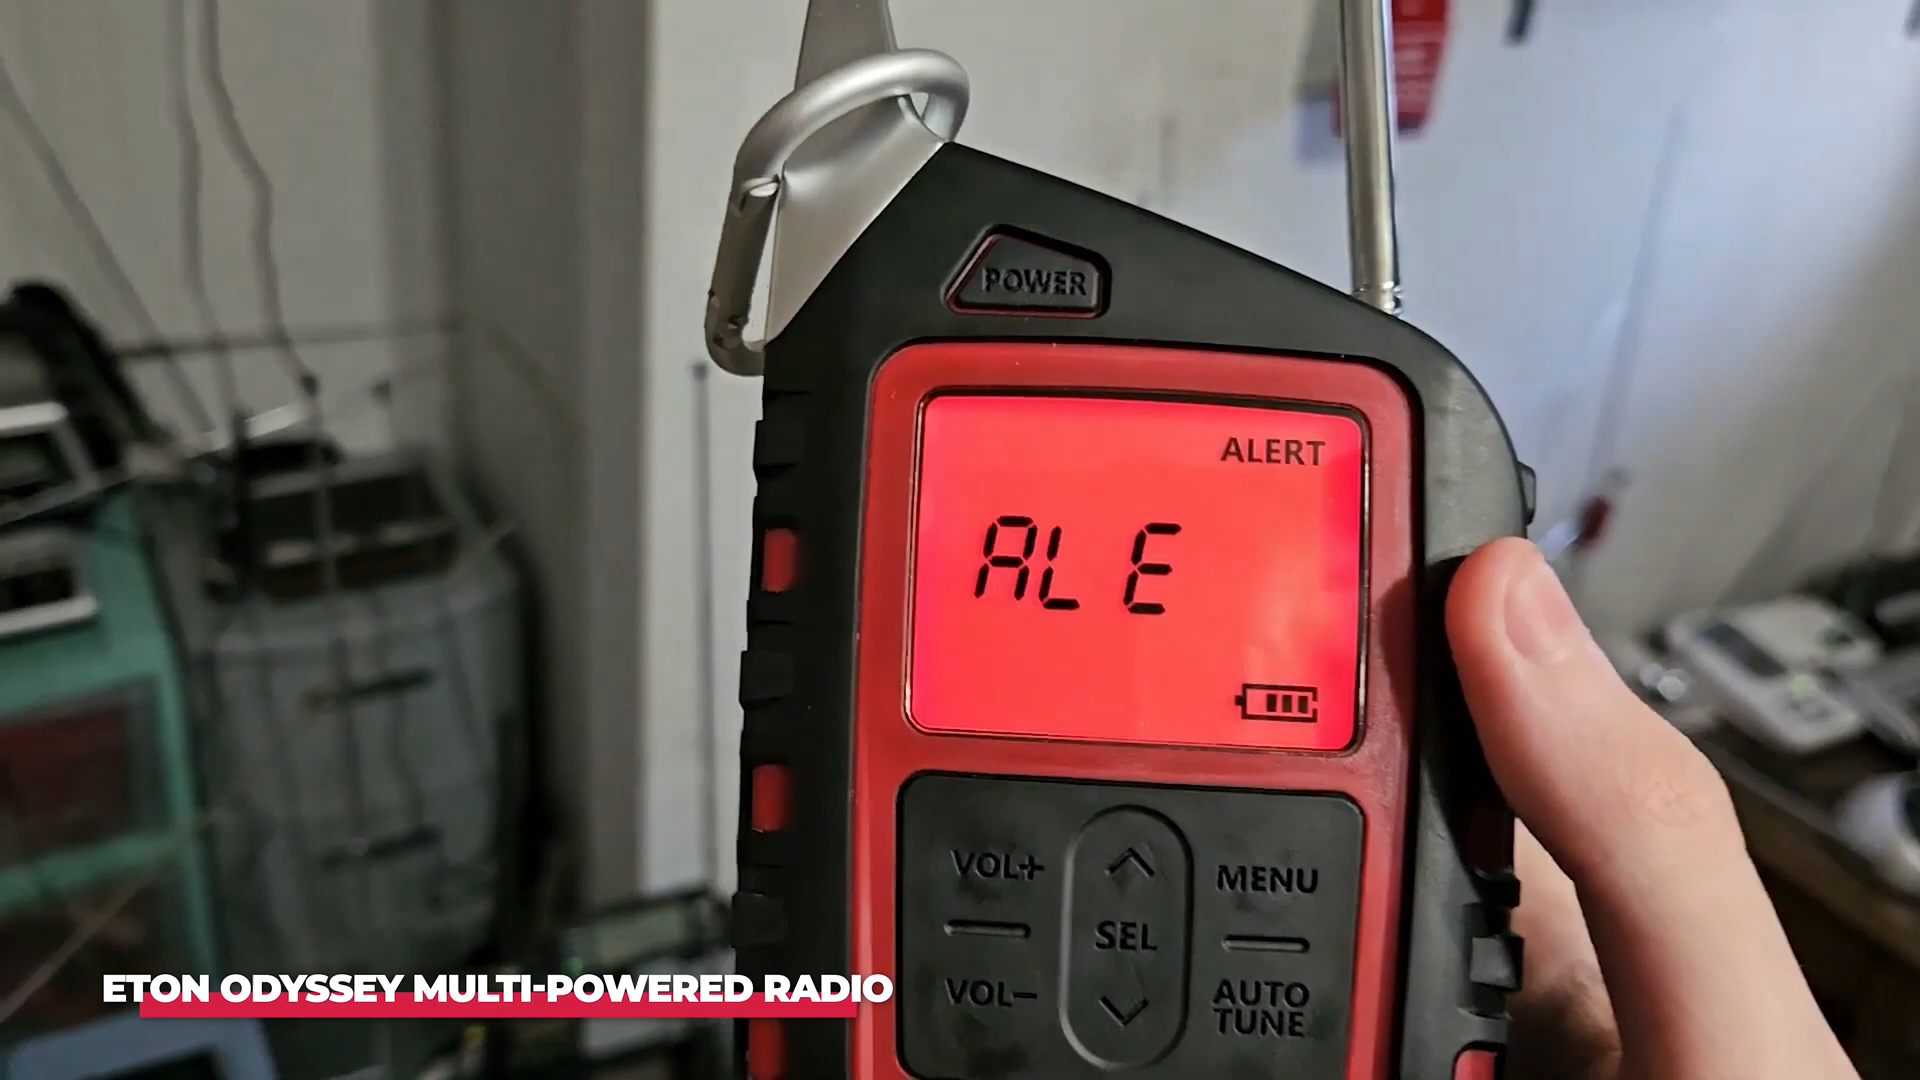 POWER
ALERT
ALE
VOL+
MENU
SEL
VOL-
AUTO
TUNE
ETON ODYSSEY MULTI-POWERED RADIO